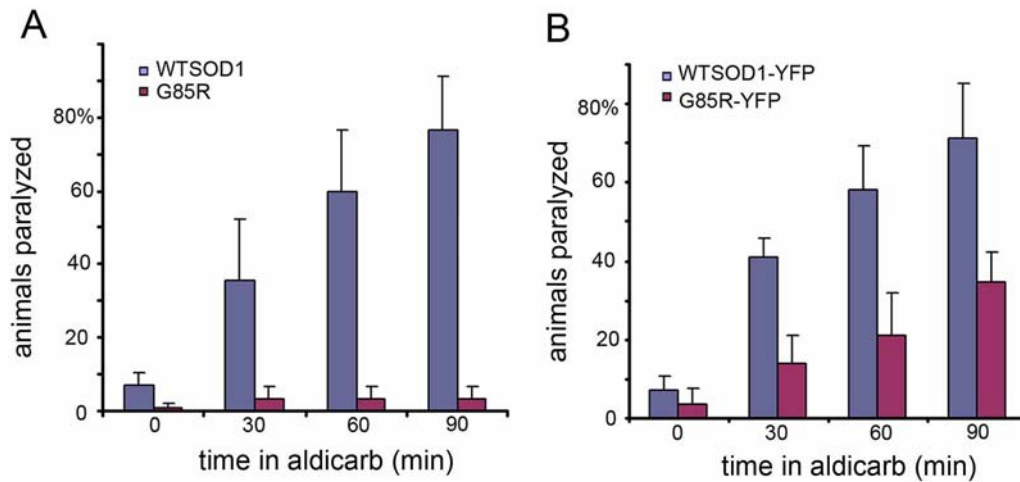 A
WTSOD1
G85R
80%
60
40
20
0
animals paralyzed
0 30 60 90
time in aldicarb (min)
B
WTSOD1-YFP
G85R-YFP
80%
60
40
20
0
animals paralyzed
0 30 60 90
time in aldicarb (min)